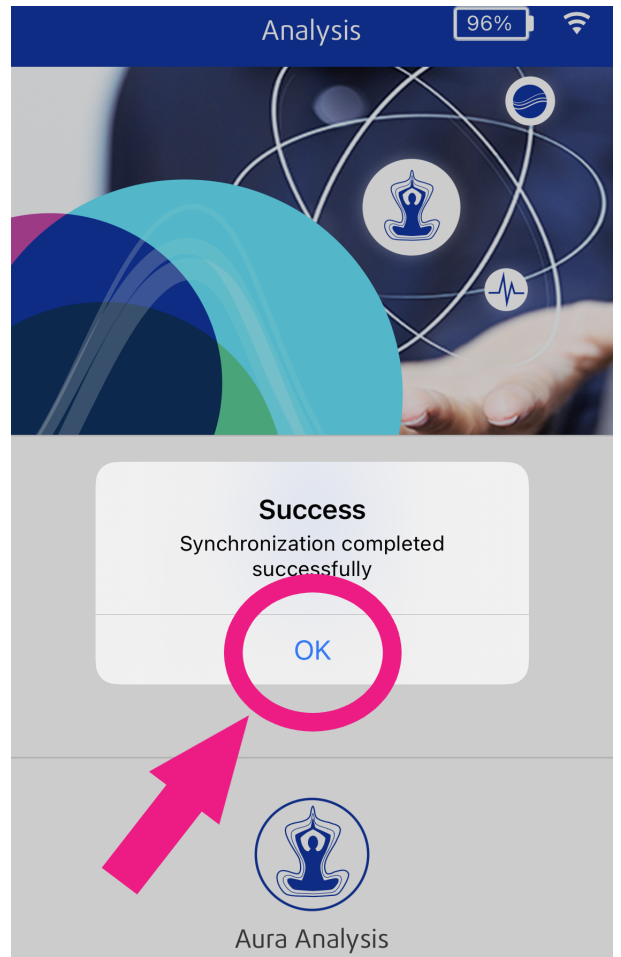 Analysis 96%
Success
Synchronization completed
successfully
OK
Aura Analysis